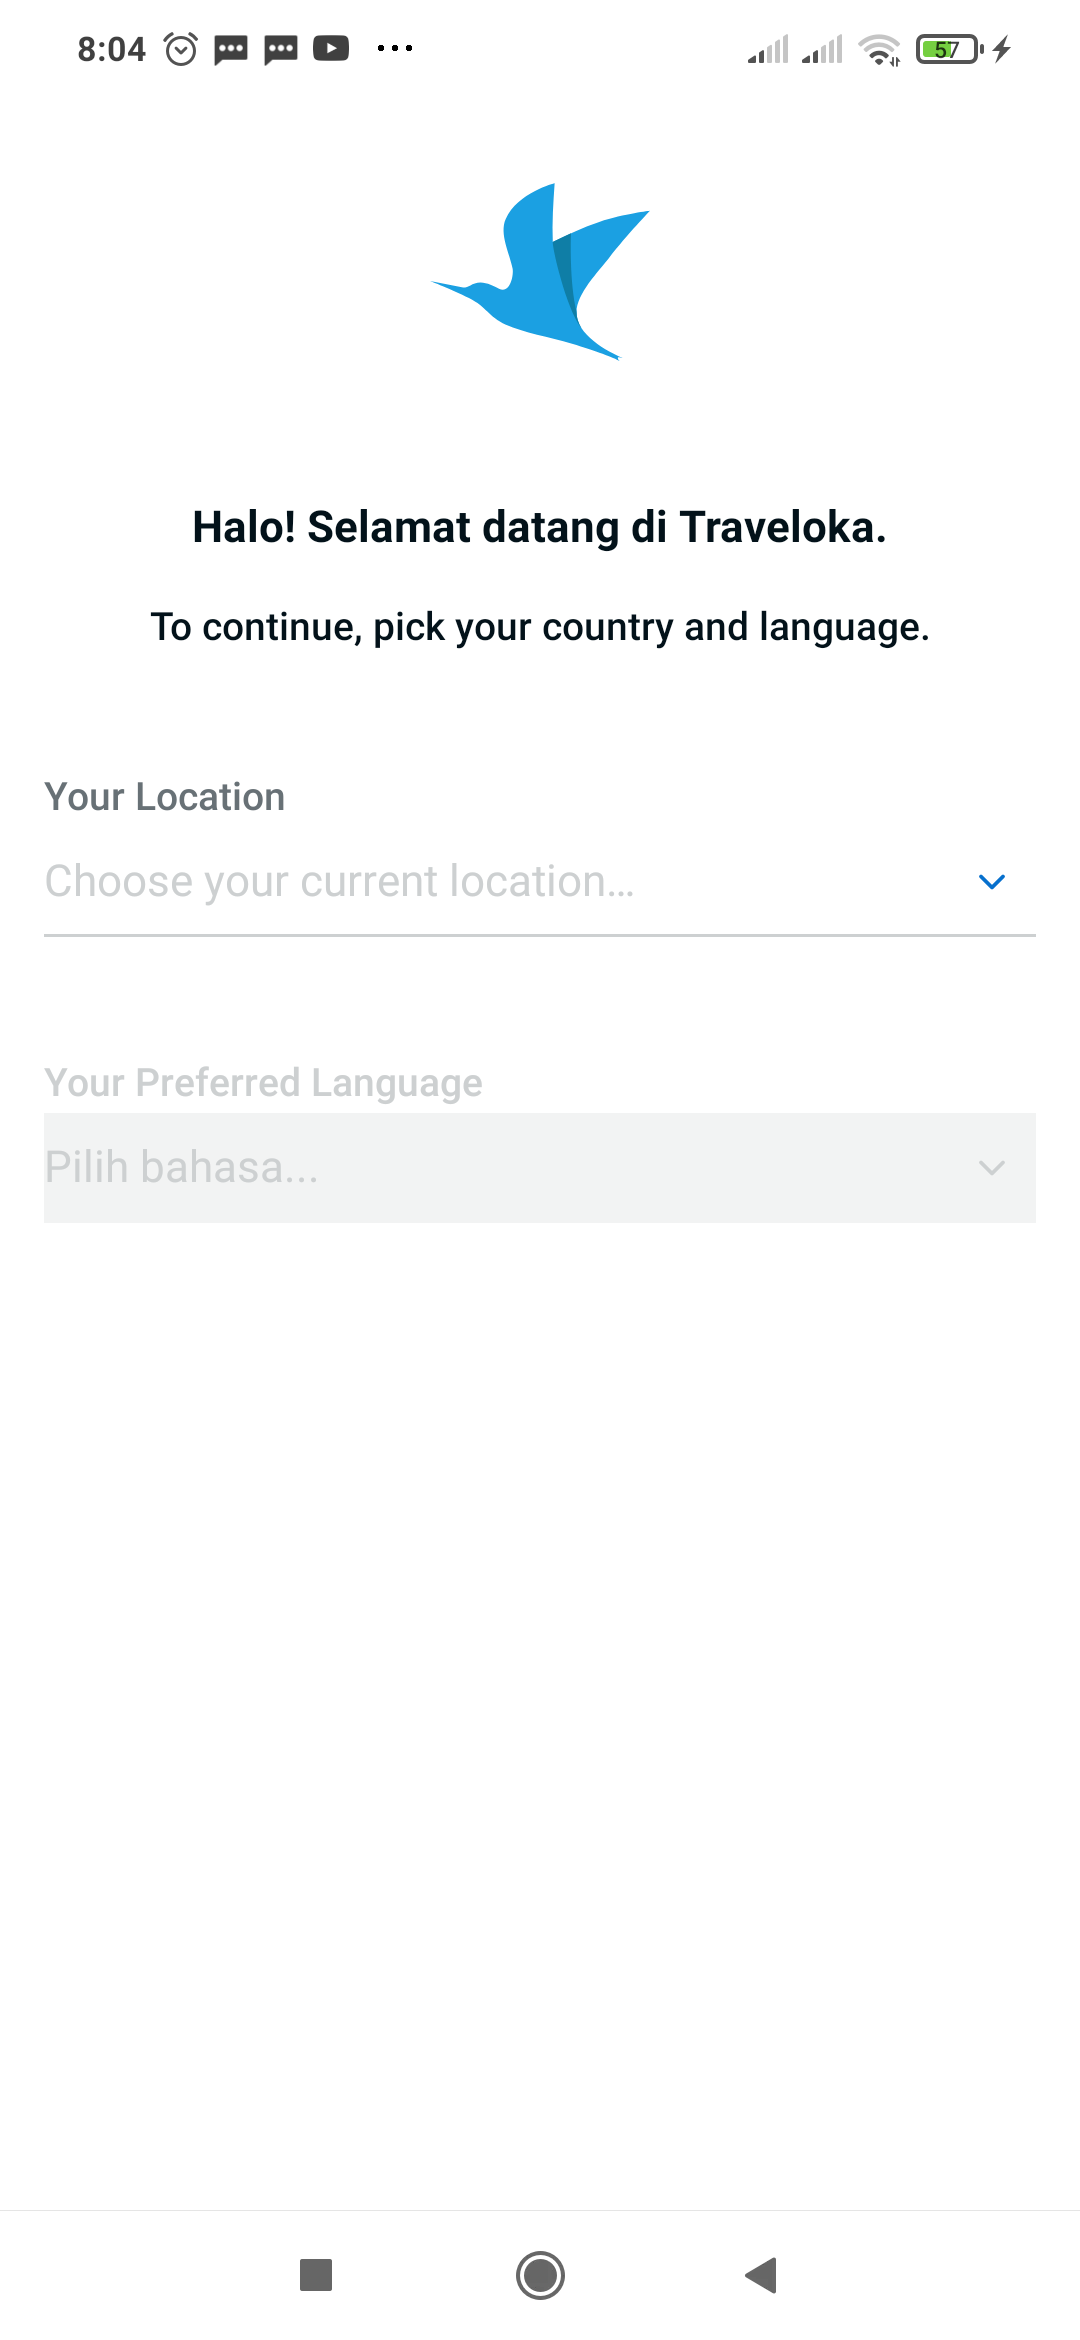 8:04
57
Halo! Selamat datang di Traveloka.
To continue, pick your country and language.
Your Location
Choose your current location...
Your Preferred Language
Pilih bahasa...